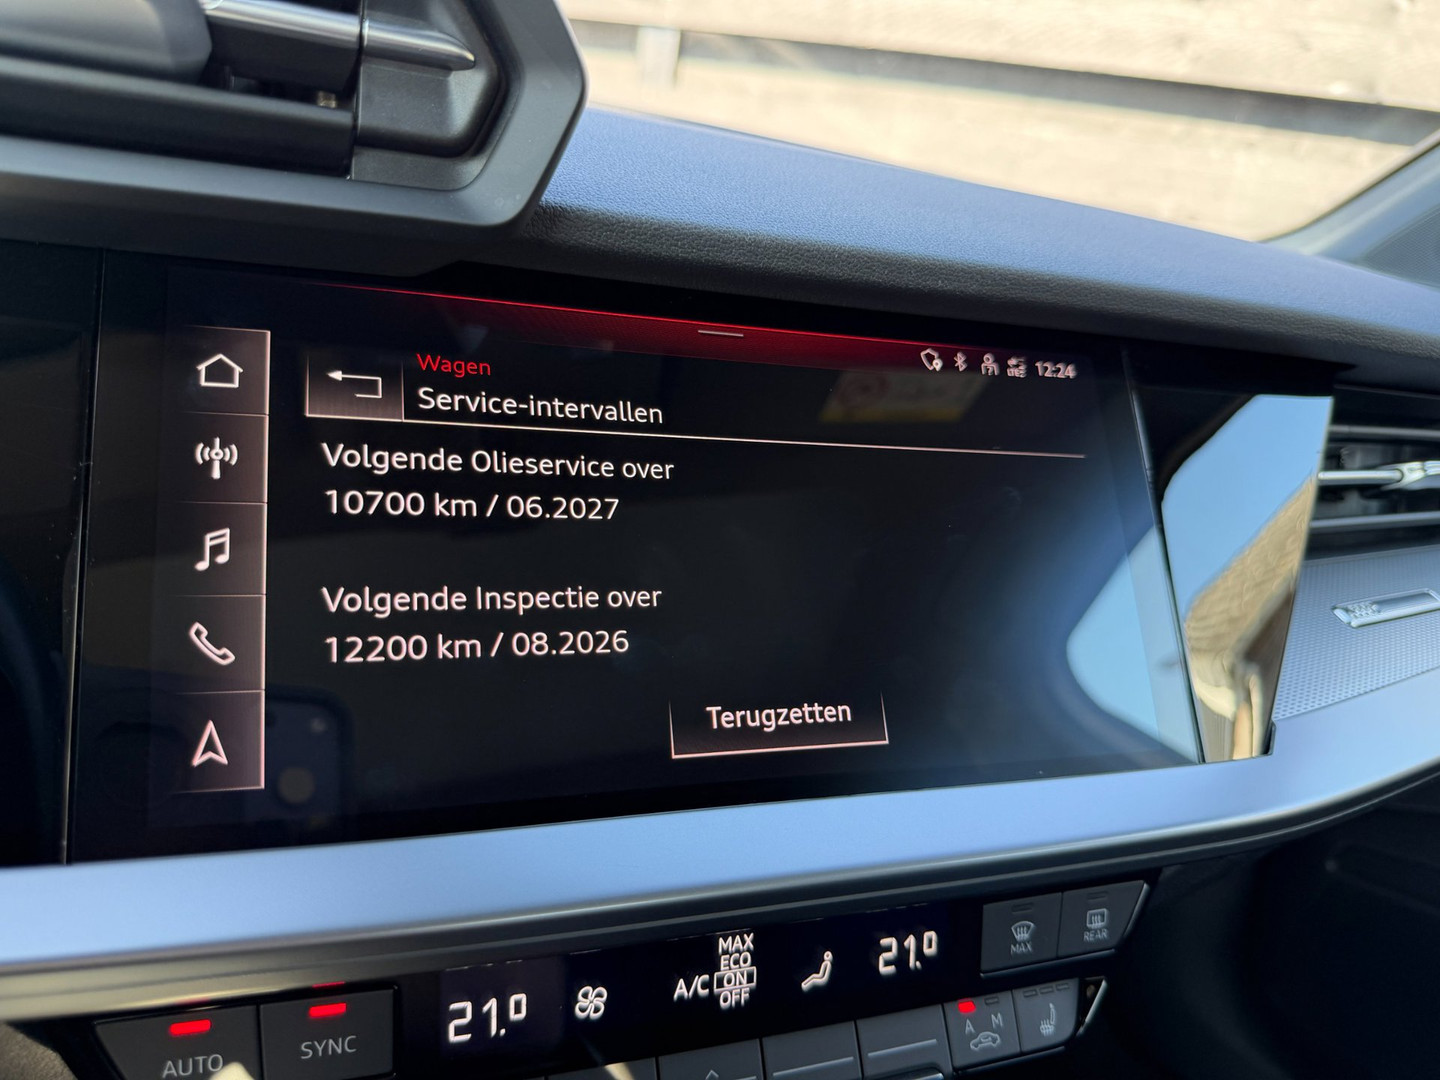 Wagen
12:24
Service-intervallen
Volgende Olieservice over
10700 km / 06.2027
Volgende Inspectie over
12200 km / 08.2026
Terugzetten
MAX
REAR
MAX
ECO
A/C ON
OFF
21.0
21.0
AUTO
SYNC
A M